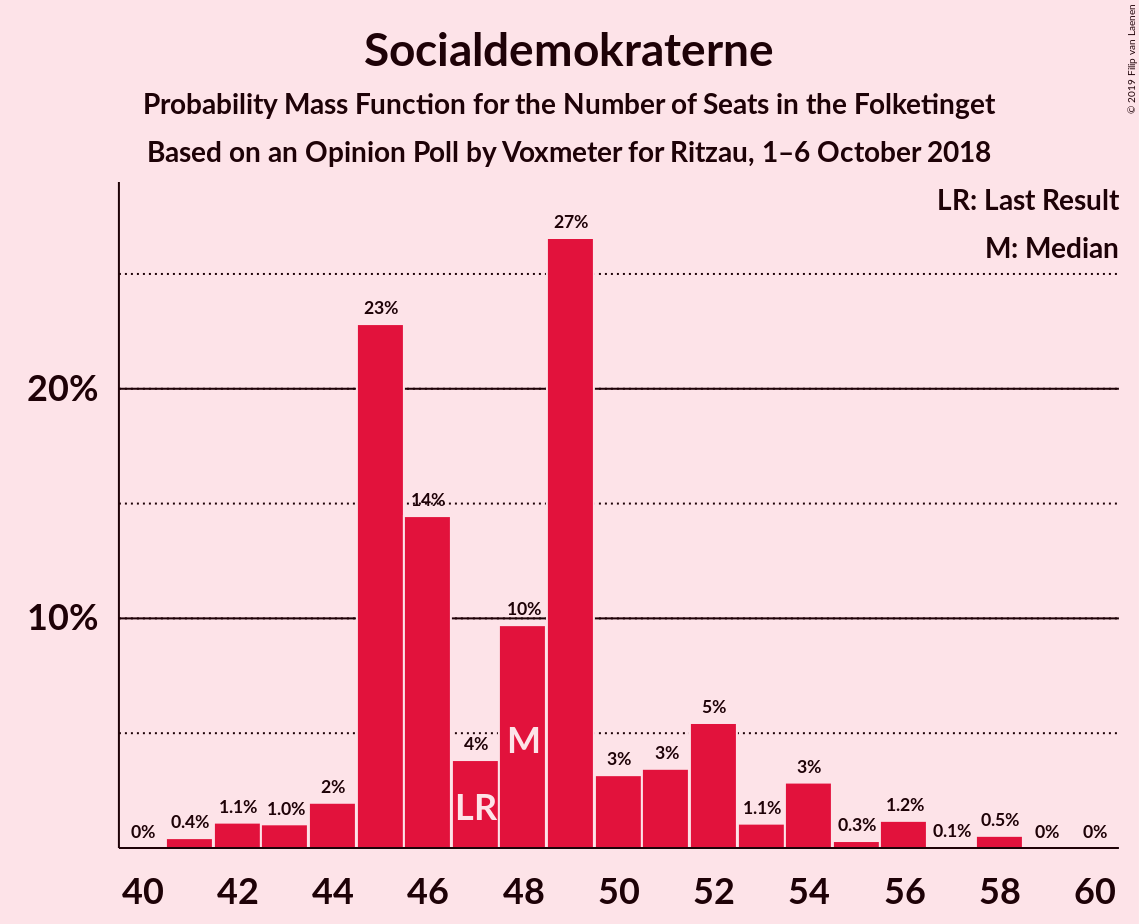 Socialdemokraterne
Probability Mass Function for the Number of Seats in the Folketinget
Based on an Opinion Poll by Voxmeter for Ritzau, 1–6 October 2018
© 2019 Filip van Laenen
LR: Last Result
M: Median
20%
10%
0%
0.4%
1.1%
1.0%
2%
23%
14%
4%
10%
27%
3%
3%
5%
1.1%
3%
0.3%
1.2%
0.1%
0.5%
0%
0%
LR
M
40 42 44 46 48 50 52 54 56 58 60